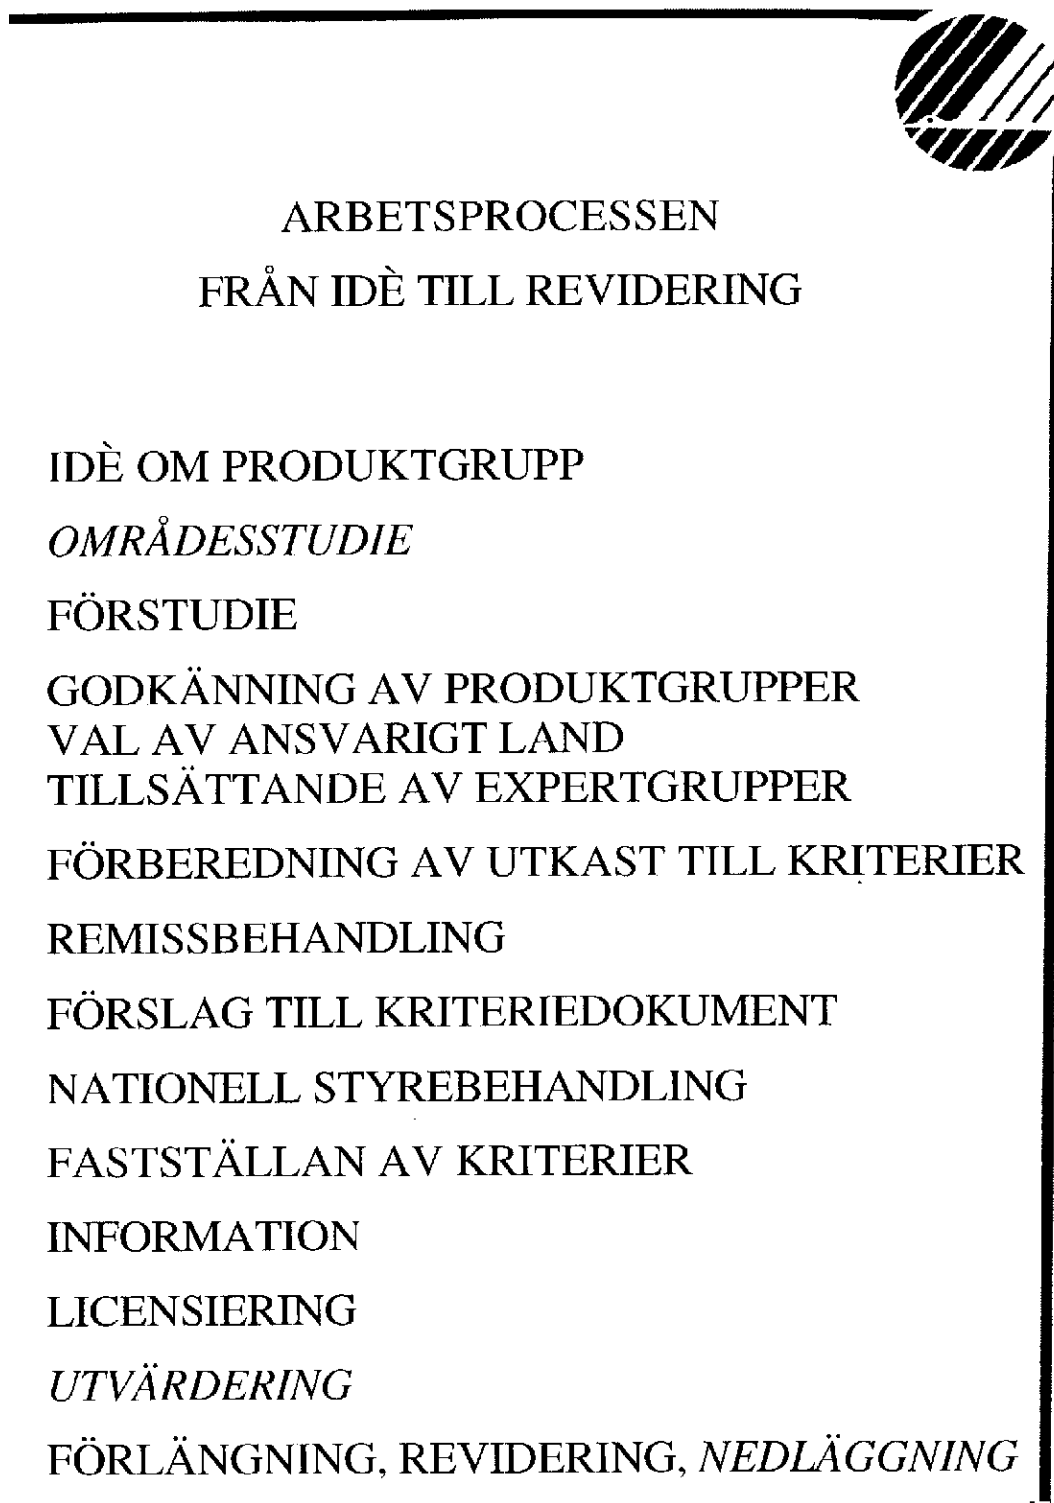 ARBETSPROCESSEN
FRÅN IDÈ TILL REVIDERING
IDÈ OM PRODUKTGRUPP
OMRÅDESSTUDIE
FÖRSTUDIE
GODKÄNNING AV PRODUKTGRUPPER
VAL AV ANSVARIGT LAND
TILLSÄTTANDE AV EXPERTGRUPPER
FÖRBEREDNING AV UTKAST TILL KRITERIER
REMISSBEHANDLING
FÖRSLAG TILL KRITERIEDOKUMENT
NATIONELL STYREBEHANDLING
FASTSTÄLLAN AV KRITERIER
INFORMATION
LICENSIERING
UTVÄRDERING
FÖRLÄNGNING, REVIDERING, NEDLÄGGNING